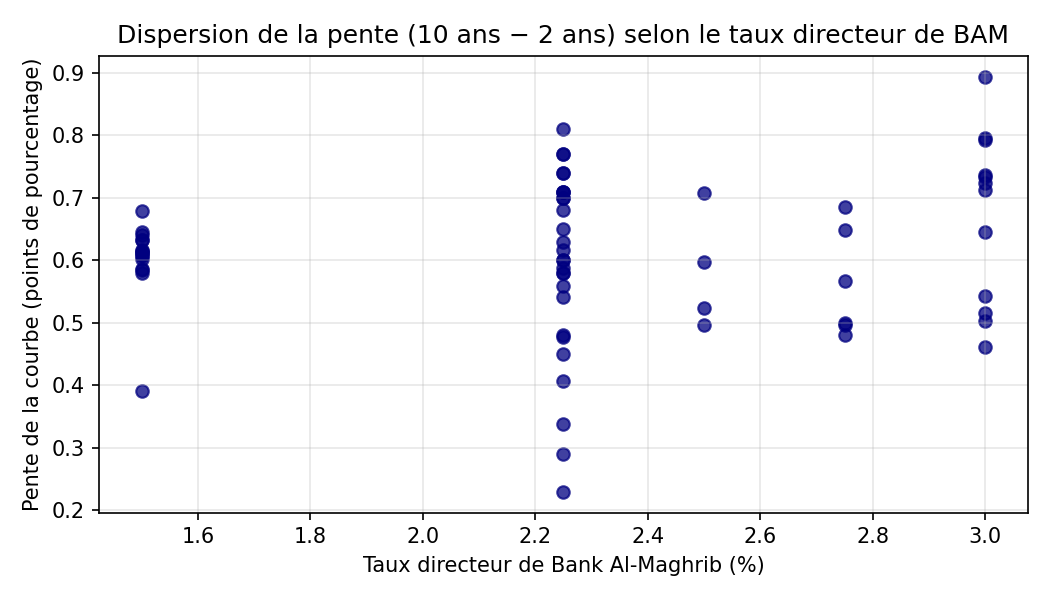 Dispersion de la pente (10 ans − 2 ans) selon le taux directeur de BAM
Pente de la courbe (points de pourcentage)
0.9
0.8
0.7
0.6
0.5
0.4
0.3
0.2
1.6 1.8 2.0 2.2 2.4 2.6 2.8 3.0
Taux directeur de Bank Al-Maghrib (%)